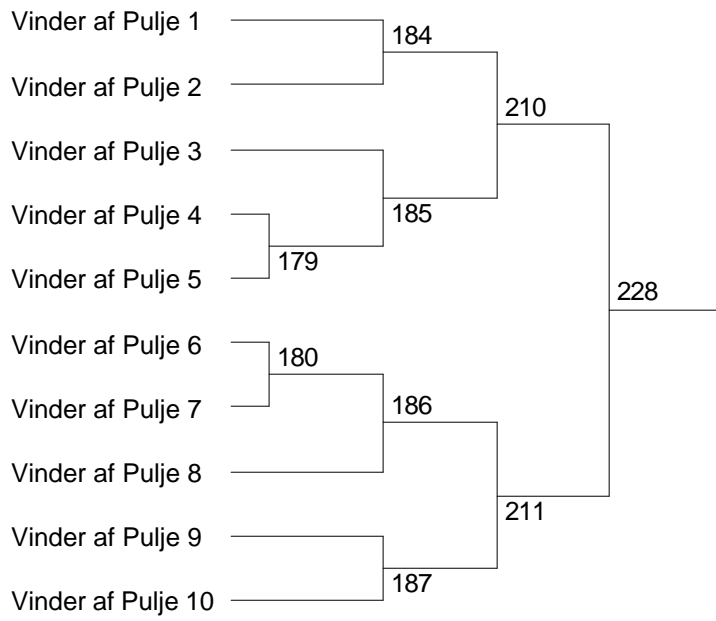 Vinder af Pulje 1
184
Vinder af Pulje 2
210
Vinder af Pulje 3
Vinder af Pulje 4
185
179
Vinder af Pulje 5
228
Vinder af Pulje 6
180
Vinder af Pulje 7
186
Vinder af Pulje 8
211
Vinder af Pulje 9
187
Vinder af Pulje 10